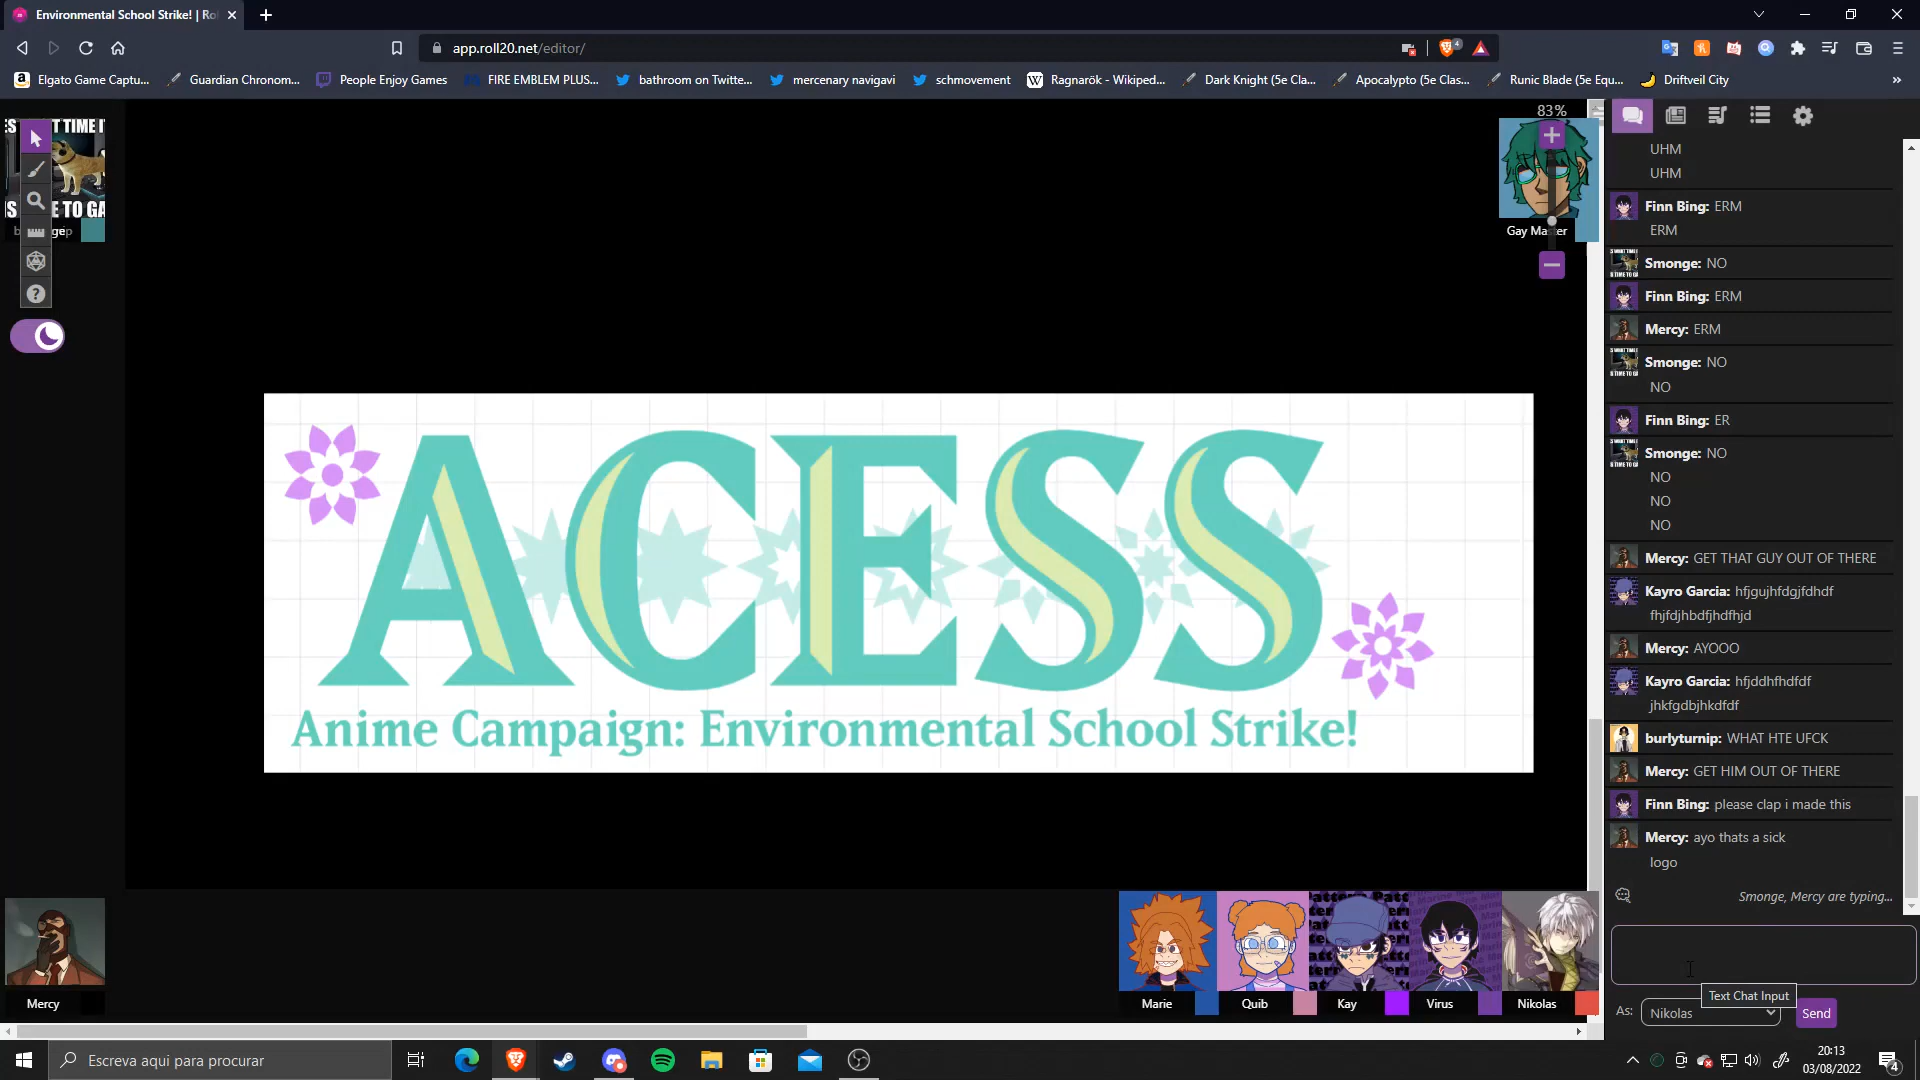 Environmental School Strike! | Rol
app.roll20.net/editor/
4
Elgato Game Captu...
Guardian Chronom...
People Enjoy Games
FIRE EMBLEM PLUS...
bathroom on Twitte...
mercenary navigavi
schmovement
Ragnarök - Wikiped...
Dark Knight (5e Cla...
Apocalypto (5e Clas...
Runic Blade (5e Equ...
Driftveil City
83%
Gay Master
UHM
UHM
Finn Bing: ERM
ERM
Smonge: NO
Finn Bing: ERM
Mercy: ERM
Smonge: NO
NO
Finn Bing: ER
Smonge: NO
NO
NO
NO
Mercy: GET THAT GUY OUT OF THERE
Kayro Garcia: hfjgujhfdgjfdhdf
fhjfdjhbdfjhdfhjd
Mercy: AYOOO
Kayro Garcia: hfjddhfhdfdf
jhkfgdbjhkdfdf
burlyturnip: WHAT HTE UFCK
Mercy: GET HIM OUT OF THERE
Finn Bing: please clap i made this
Mercy: ayo thats a sick
logo
Smonge, Mercy are typing...
ACESS
Anime Campaign: Environmental School Strike!
Mercy
Marie
Quib
Kay
Virus
Nikolas
Text Chat Input
As:
Nikolas
Send
Escreva aqui para procurar
20:13
03/08/2022
4